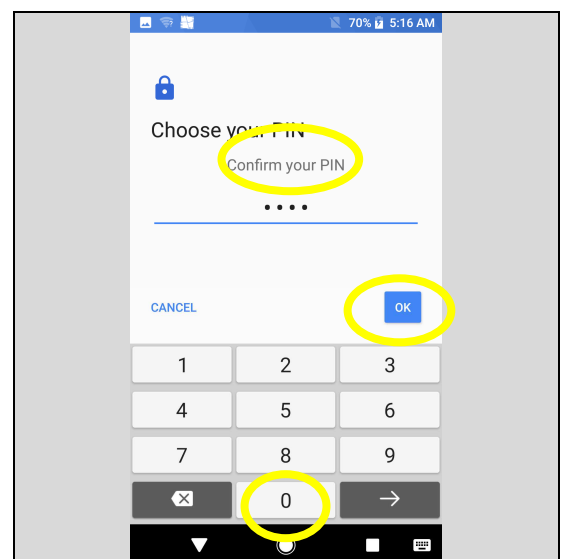 70% 5:16 AM
Choose your PIN
Confirm your PIN
CANCEL OK
1 2 3
4 5 6
7 8 9
0